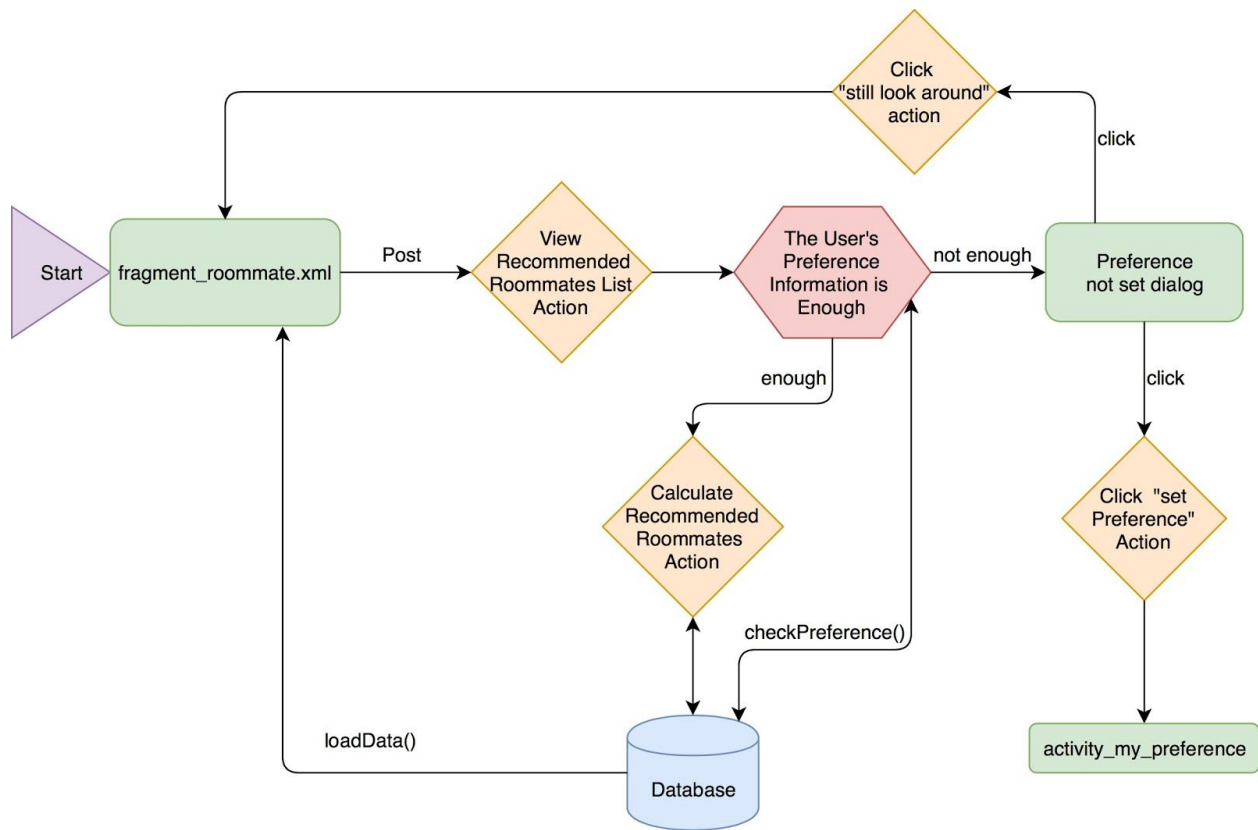 Click
"still look around"
action
click
Start
fragment_roommate.xml
Post
View
Recommended
Roommates List
Action
The User's
Preference
Information is
Enough
not enough
Preference
not set dialog
enough
click
Calculate
Recommended
Roommates
Action
Click "set
Preference"
Action
checkPreference()
loadData()
Database
activity_my_preference